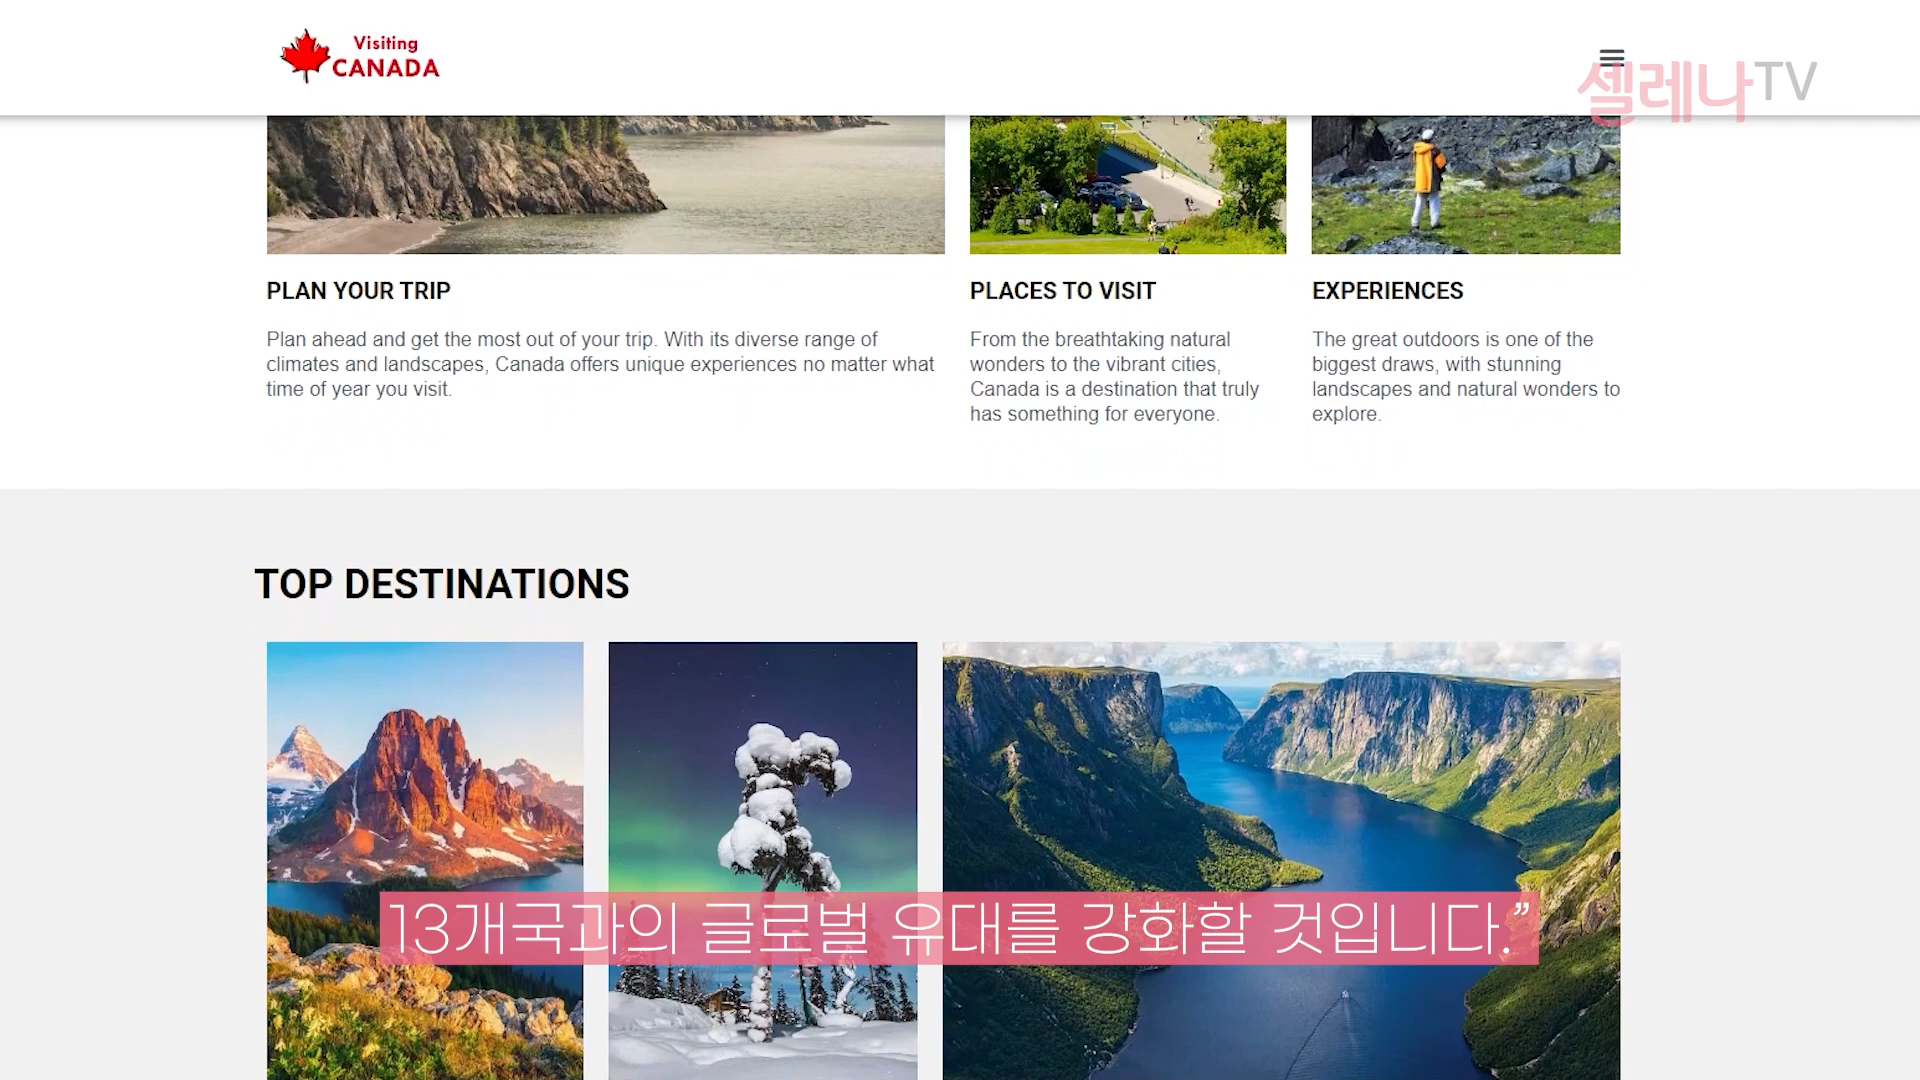 Visiting
CANADA
셀레나TV
PLAN YOUR TRIP
Plan ahead and get the most out of your trip. With its diverse range of
climates and landscapes, Canada offers unique experiences no matter what
time of year you visit.
PLACES TO VISIT
From the breathtaking natural
wonders to the vibrant cities,
Canada is a destination that truly
has something for everyone.
EXPERIENCES
The great outdoors is one of the
biggest draws, with stunning
landscapes and natural wonders to
explore.
TOP DESTINATIONS
13개국과의 글로벌 유대를 강화할 것입니다.”